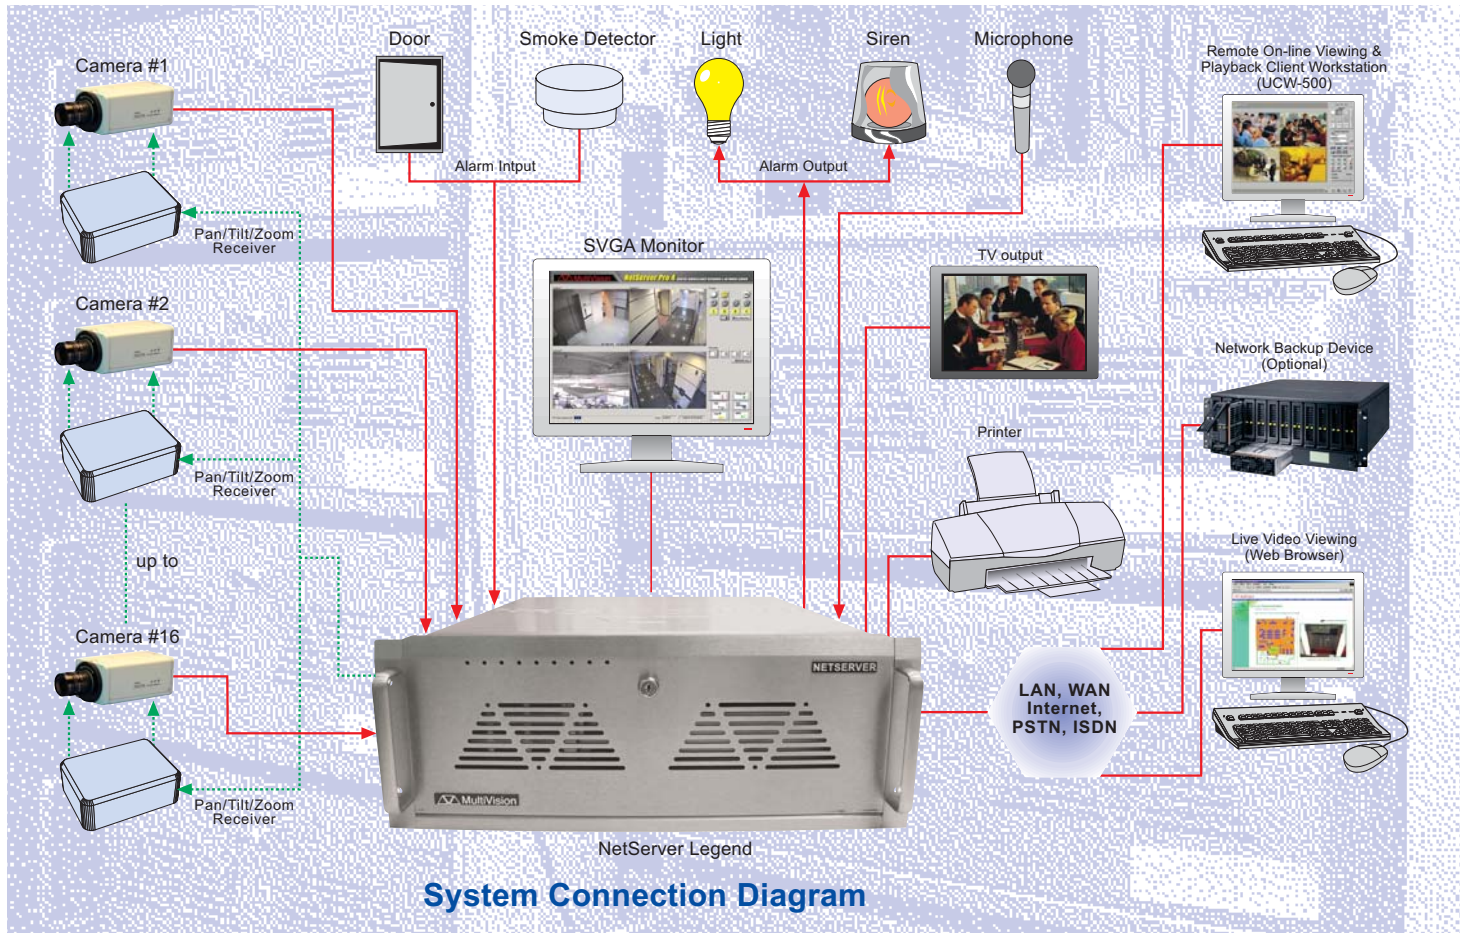 Door
Smoke Detector
Light
Siren
Microphone
Remote On-line Viewing &
Playback Client Workstation
(UCW-500)
Camera #1
Alarm Intput
Alarm Output
Pan/Tilt/Zoom
Receiver
SVGA Monitor
TV output
NetServer Pro 4
Camera #2
Network Backup Device
(Optional)
Printer
Pan/Tilt/Zoom
Receiver
Live Video Viewing
(Web Browser)
up to
Camera #16
NETSERVER
LAN, WAN
Internet,
PSTN, ISDN
Pan/Tilt/Zoom
Receiver
MultiVision
NetServer Legend
System Connection Diagram